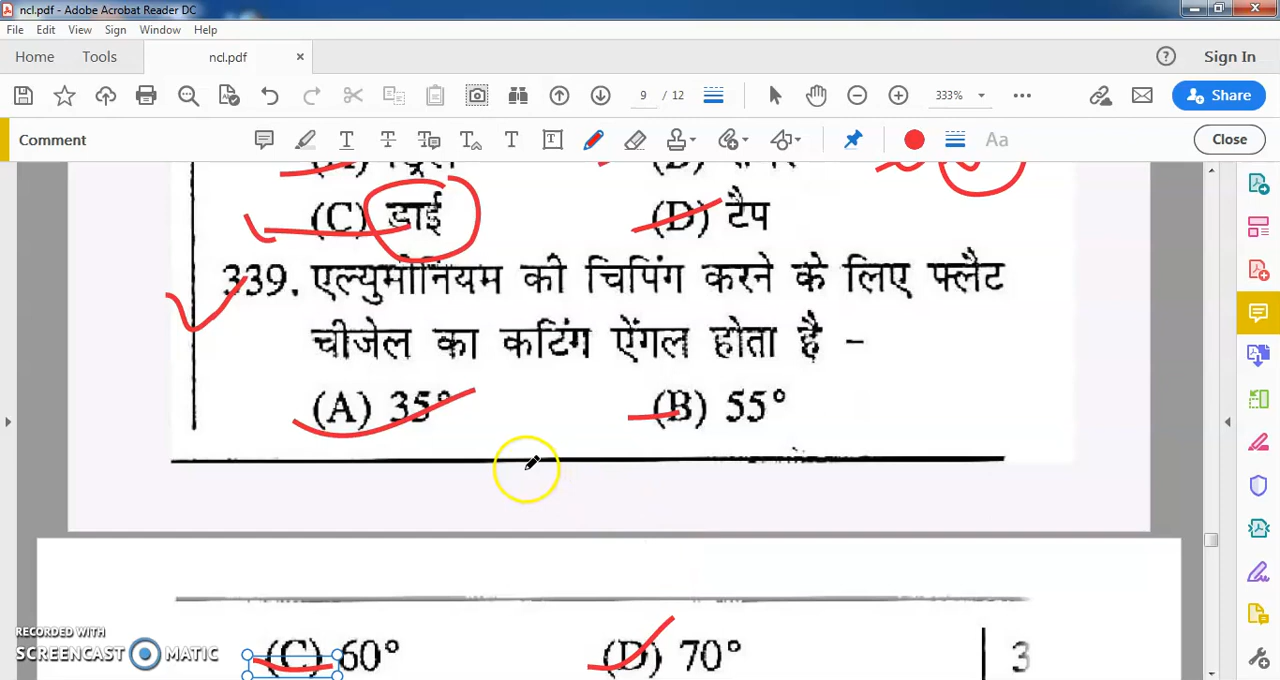 ncl.pdf - Adobe Acrobat Reader DC
File Edit View Sign Window Help
Home Tools ncl.pdf × ? Sign In
9 / 12 333% Share
Comment Aa Close
(C) डाई (D) टैप
339. एल्युमोनियम की चिपिंग करने के लिए फ्लैट
चीजेल का कटिंग ऐंगल होता है -
(A) 35° (B) 55°
(C) 60° (D) 70° 3
RECORDED WITH
SCREENCAST MATIC